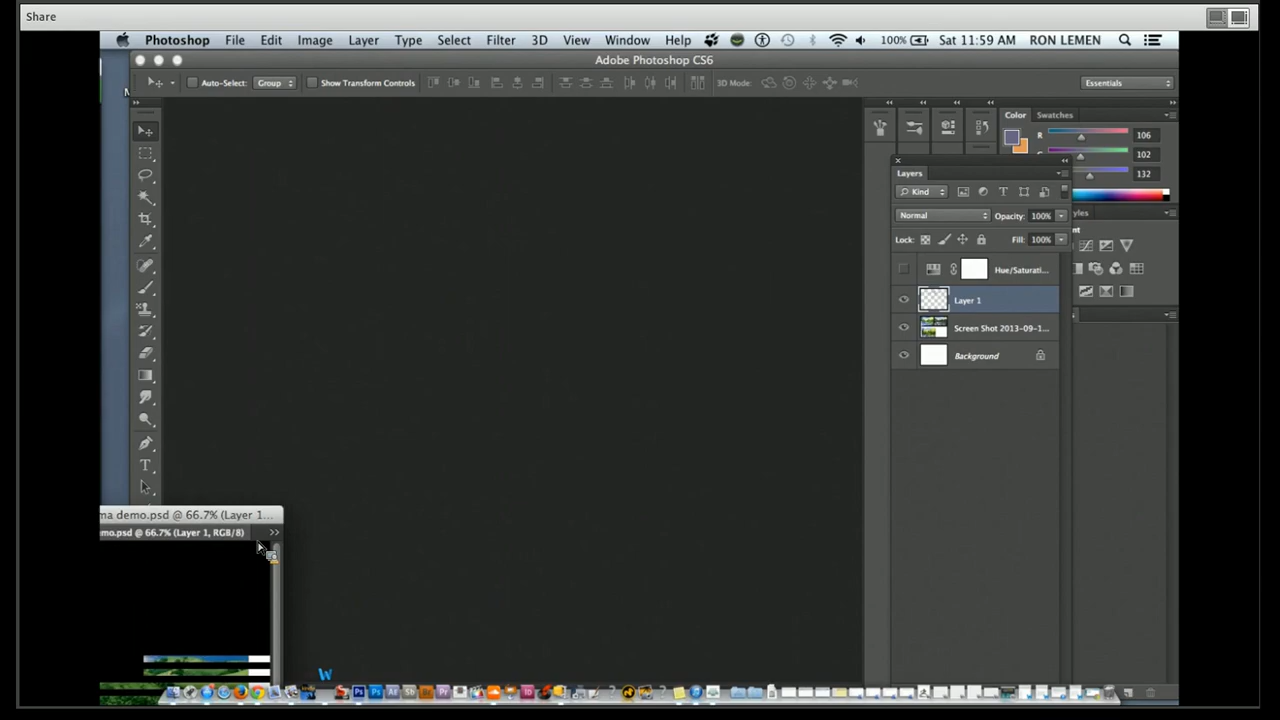 Share
Photoshop File Edit Image Layer Type Select Filter 3D View Window Help 100% Sat 11:59 AM RON LEMEN
Adobe Photoshop CS6
Auto-Select: Group Show Transform Controls 3D Mode: Essentials
Color Swatches
R 106
102
132
Layers
Kind
Normal Opacity: 100%
yles
Lock: Fill: 100%
Hue/Saturati...
Layer 1
Screen Shot 2013-09-1...
Background
ma demo.psd @ 66.7% (Layer 1...
mo.psd @ 66.7% (Layer 1, RGB/8)
W